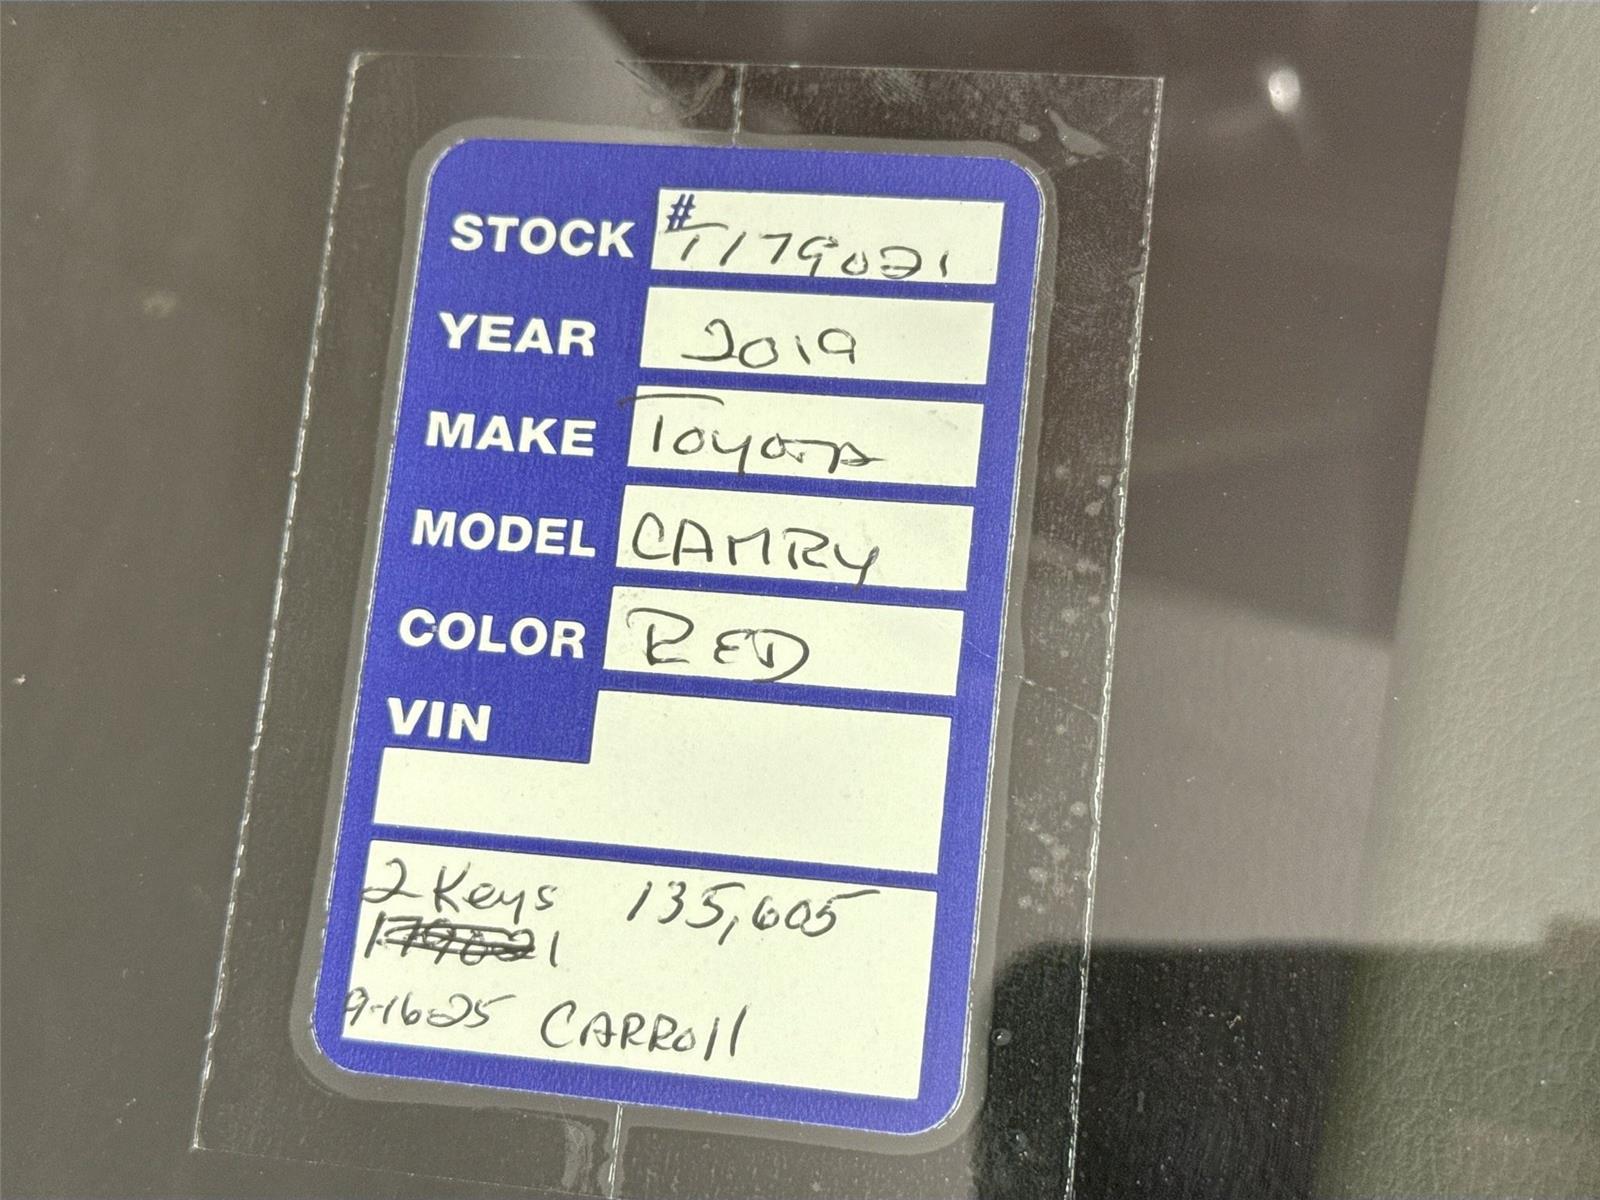 STOCK # T179021
YEAR 2019
MAKE Toyota
MODEL CAMRY
COLOR RED
VIN
2 Keys 135,605
179021
9-16-25 CARROll